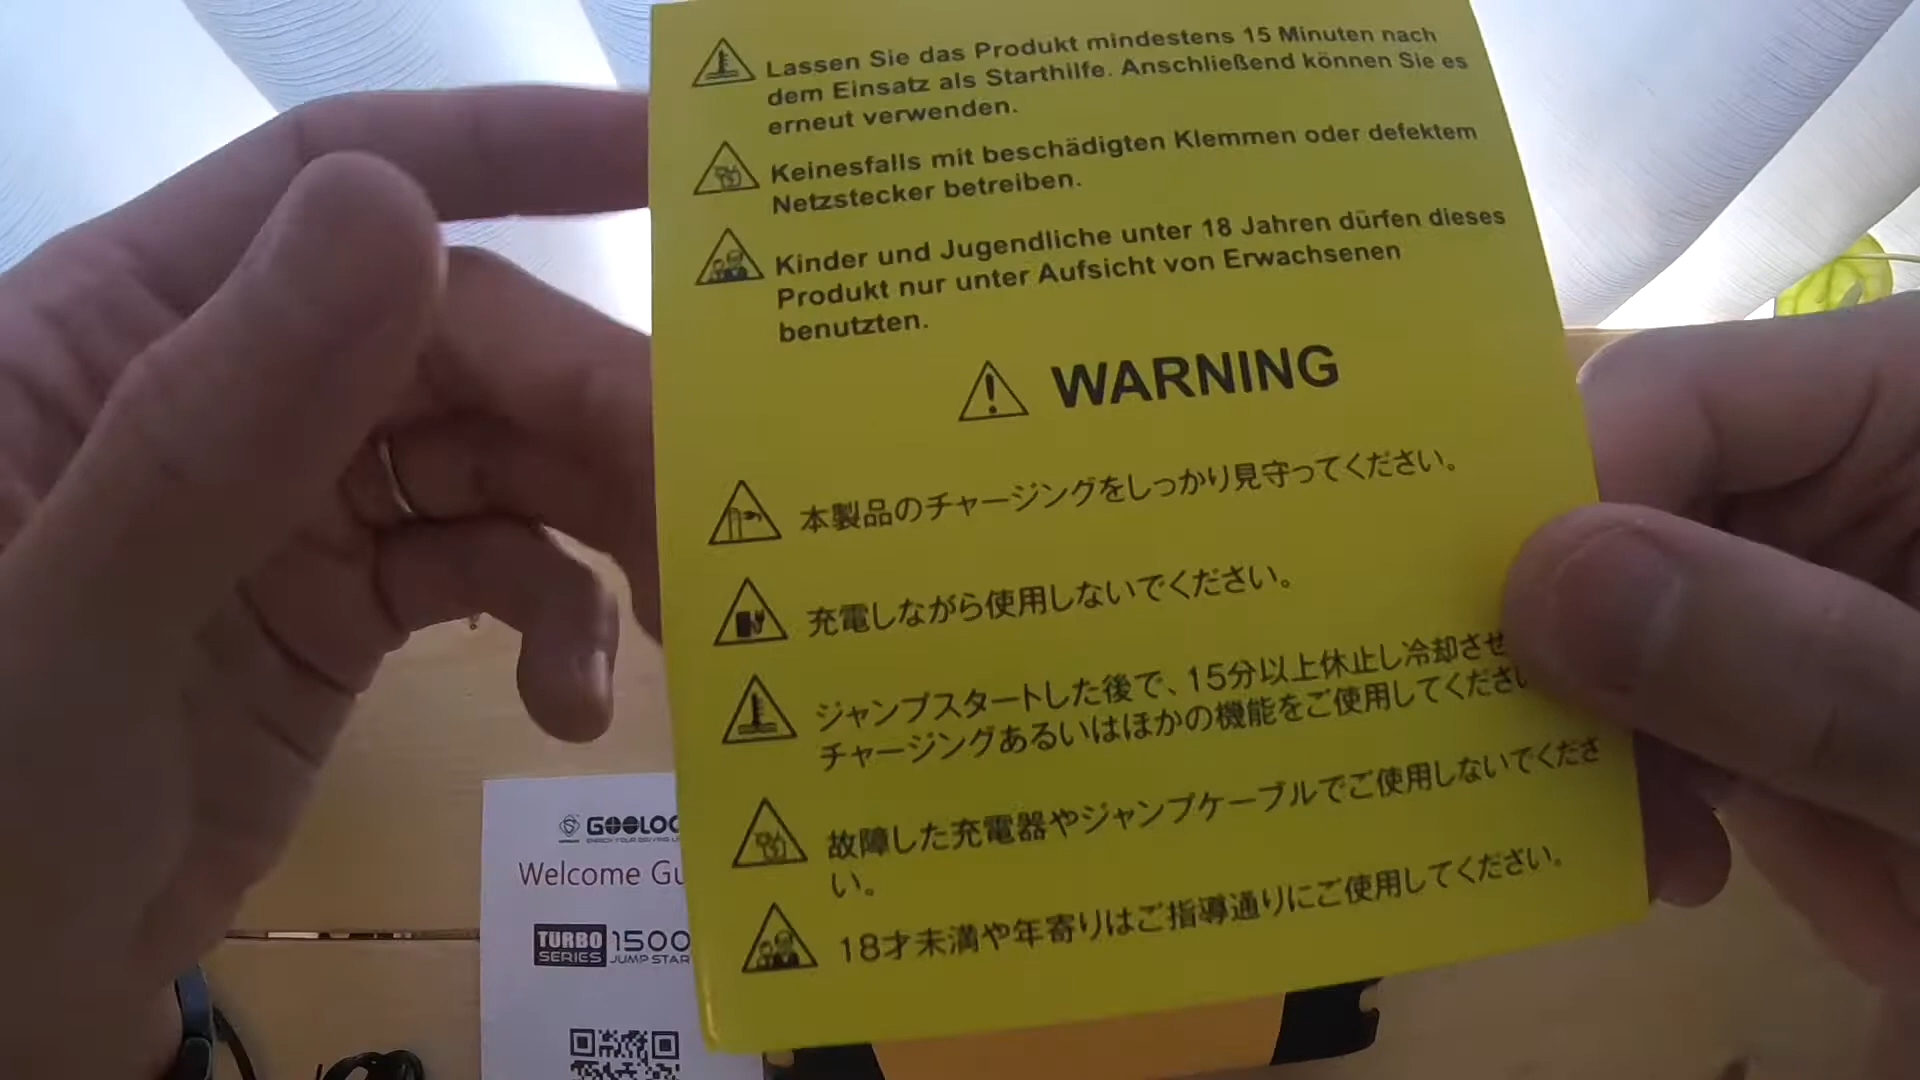 Lassen Sie das Produkt mindestens 15 Minuten nach
dem Einsatz als Starthilfe. Anschließend können Sie es
erneut verwenden.
Keinesfalls mit beschädigten Klemmen oder defektem
Netzstecker betreiben.
Kinder und Jugendliche unter 18 Jahren dürfen dieses
Produkt nur unter Aufsicht von Erwachsenen
benutzten.
WARNING
本製品のチャージングをしっかり見守ってください。
充電しながら使用しないでください。
ジャンプスタートした後で、15分以上休止し冷却させ
チャージングあるいはほかの機能をご使用してくださ
故障した充電器やジャンプケーブルでご使用しないでくださ
い。
18才未満や年寄りはご指導通りにご使用してください。
GOOLOO
Welcome Gu
TURBO
SERIES
1500
JUMP STAR